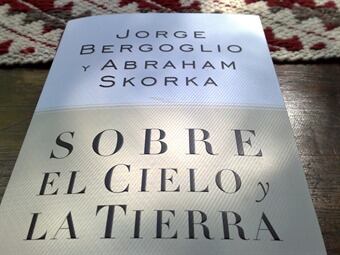 JORGE
BERGOGLIO
Y ABRAHAM
SKORKA
SOBRE
EL CIELO y
LA TIERRA